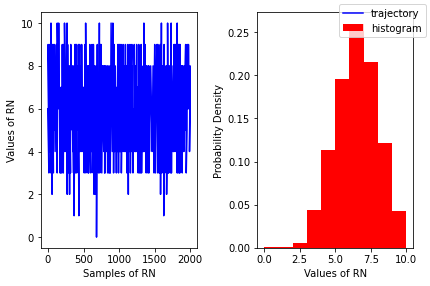 trajectory
histogram
10
8
6
4
2
0
Values of RN
0 500 1000 1500 2000
Samples of RN
0.25
0.20
0.15
0.10
0.05
0.00
Probability Density
0.0 2.5 5.0 7.5 10.0
Values of RN